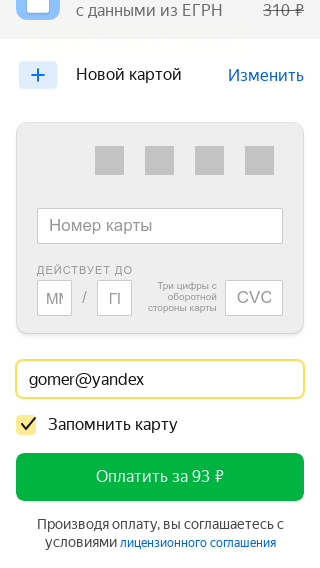 с данными из ЕГРН 310 ₽
Новой картой Изменить
Номер карты
ДЕЙСТВУЕТ ДО
Три цифры с
оборотной
стороны карты
ММ / ГГ CVC
gomer@yandex
Запомнить карту
Оплатить за 93 ₽
Производя оплату, вы соглашаетесь с
условиями лицензионного соглашения